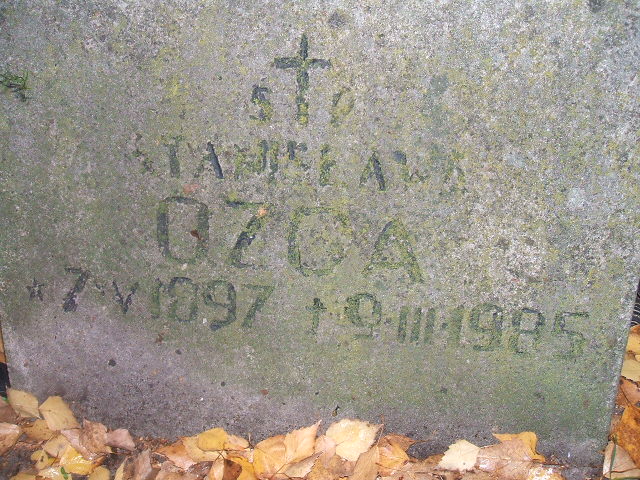 Ś P
STANISŁAWA
OZGA
* 7 · V 1897 † 9 · III · 1985